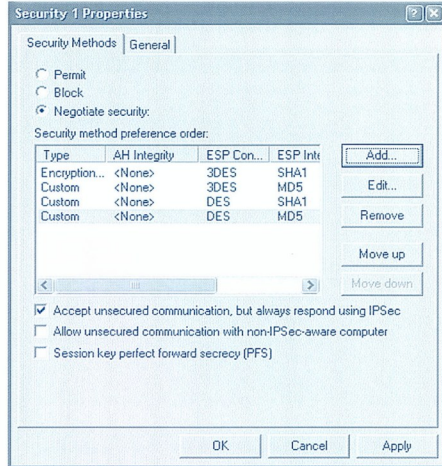 Security 1 Properties
Security Methods
General
Permit
Block
Negotiate security:
Security method preference order:
Type AH Integrity ESP Con... ESP Inte
Encryption... <None> 3DES SHA1
Custom <None> 3DES MD5
Custom <None> DES SHA1
Custom <None> DES MD5
Add...
Edit...
Remove
Move up
Move down
Accept unsecured communication, but always respond using IPSec
Allow unsecured communication with non-IPSec-aware computer
Session key perfect forward secrecy (PFS)
OK Cancel Apply